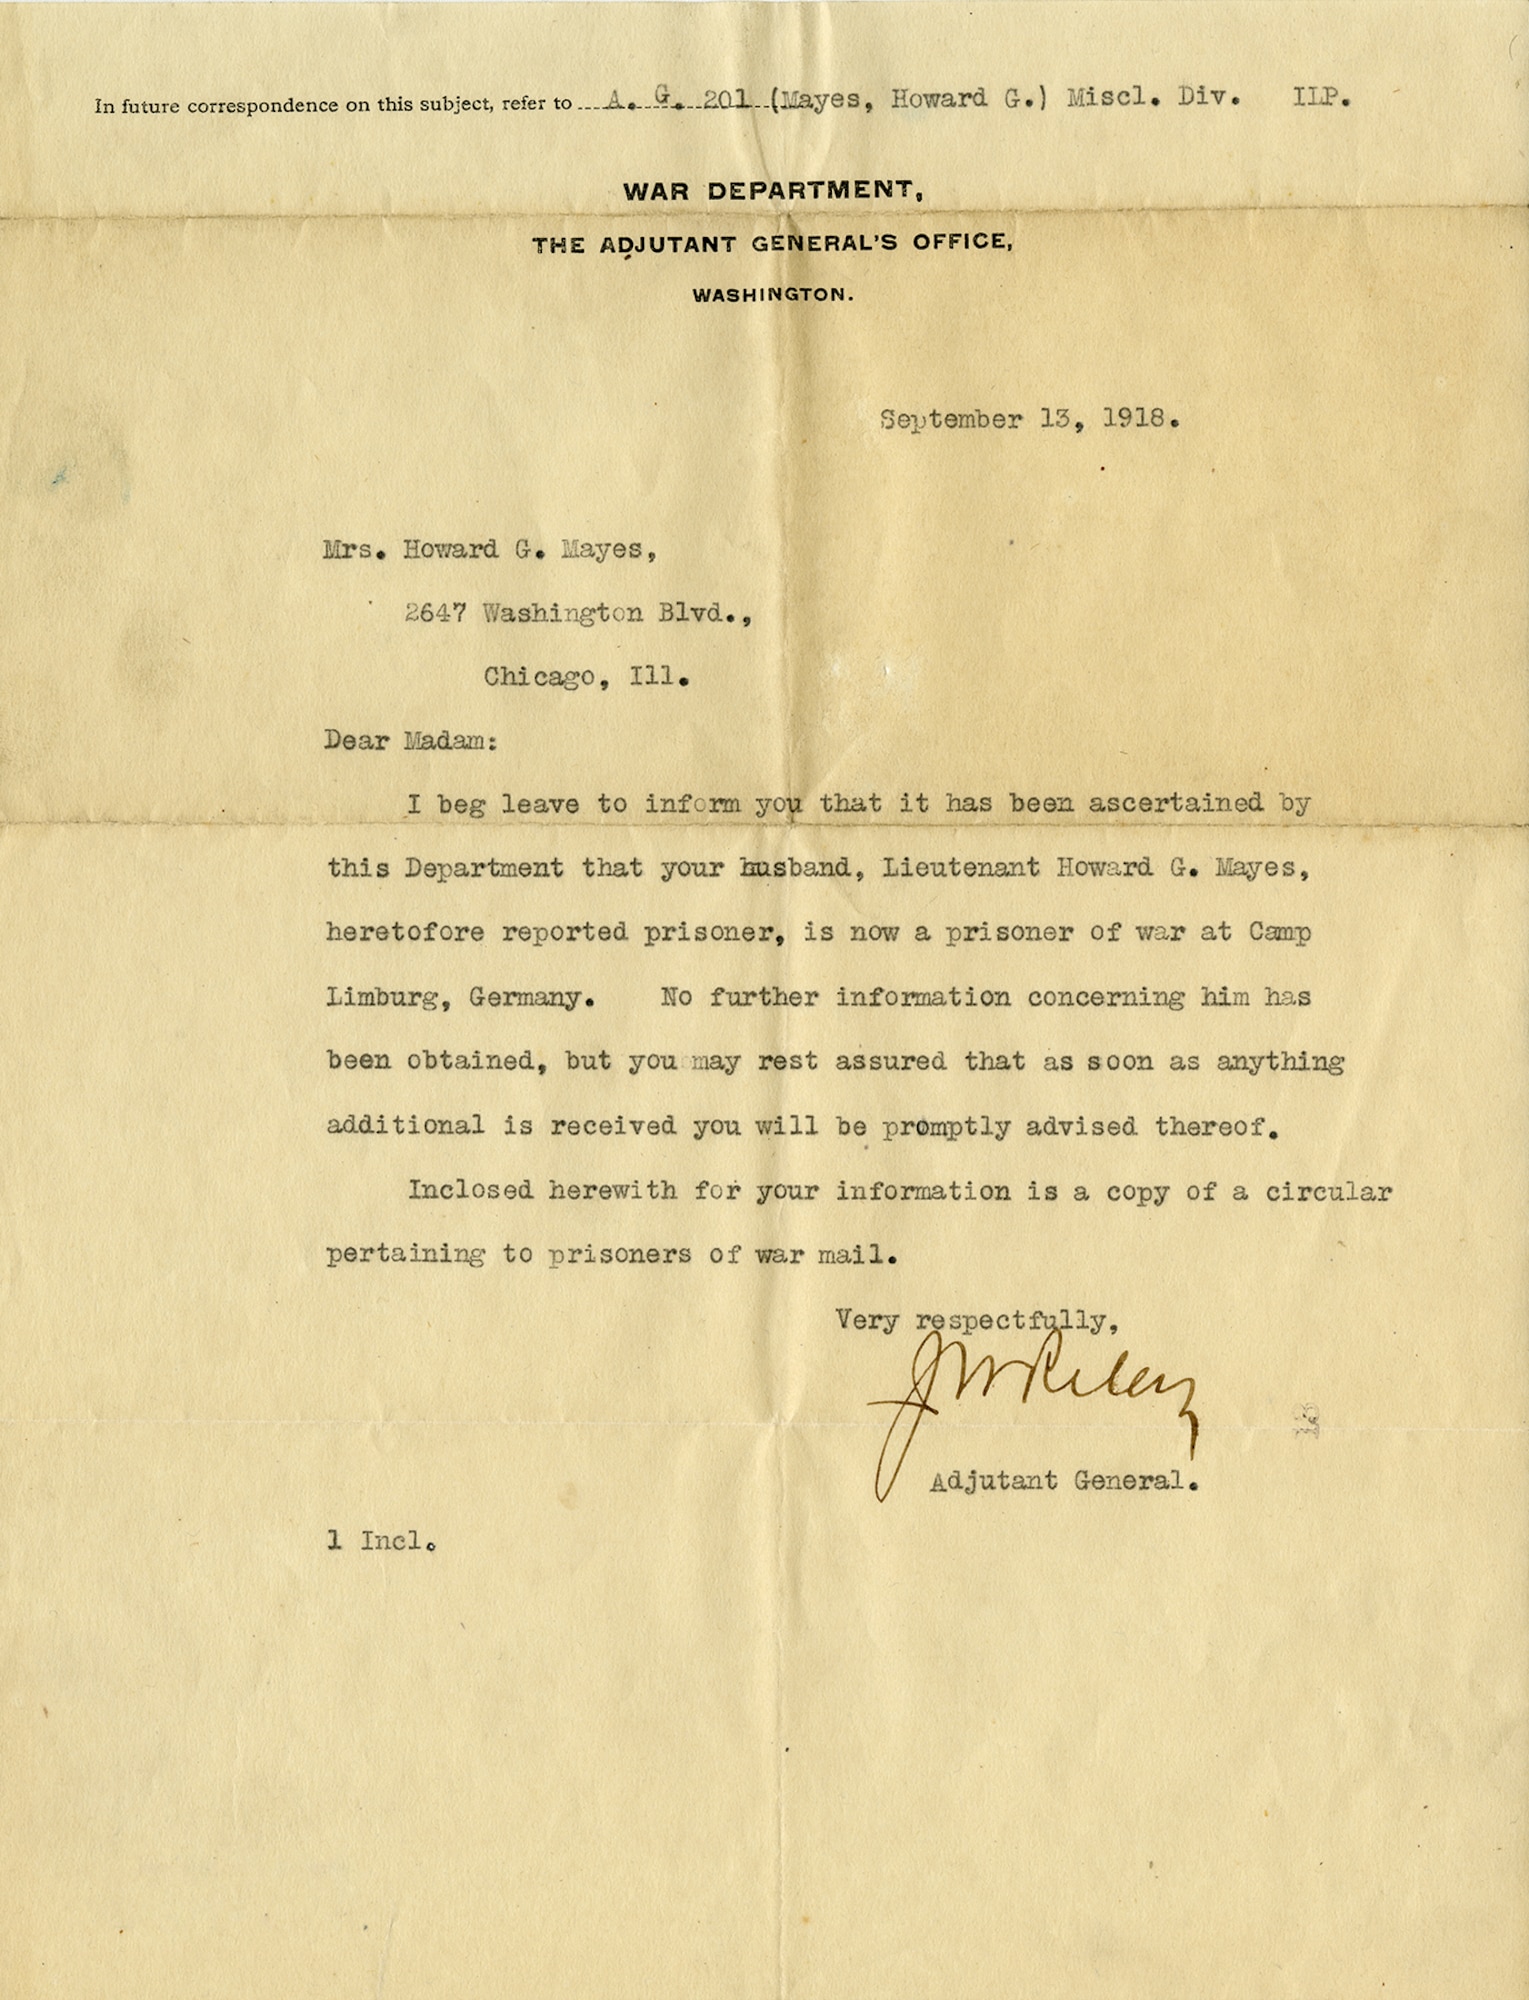 In future correspondence on this subject, refer to A. G. 201 (Mayes, Howard G.) Miscl. Div. ILP.
WAR DEPARTMENT,
THE ADJUTANT GENERAL'S OFFICE,
WASHINGTON.
September 13, 1918.
Mrs. Howard G. Mayes,
2647 Washington Blvd.,
Chicago, Ill.
Dear Madam:
I beg leave to inform you that it has been ascertained by
this Department that your husband, Lieutenant Howard G. Mayes,
heretofore reported prisoner, is now a prisoner of war at Camp
Limburg, Germany. No further information concerning him has
been obtained, but you may rest assured that as soon as anything
additional is received you will be promptly advised thereof.
Inclosed herewith for your information is a copy of a circular
pertaining to prisoners of war mail.
Very respectfully,
J W Riley
Adjutant General.
1 Incl.